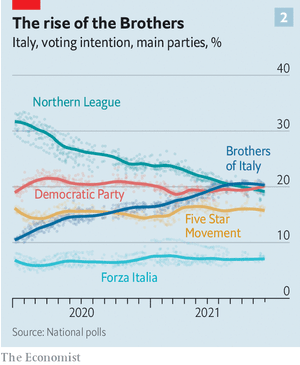 The rise of the Brothers
2
Italy, voting intention, main parties, %
40
Northern League
30
Brothers
of Italy
20
Democratic Party
Five Star
Movement
10
Forza Italia
0
2020
2021
Source: National polls
The Economist